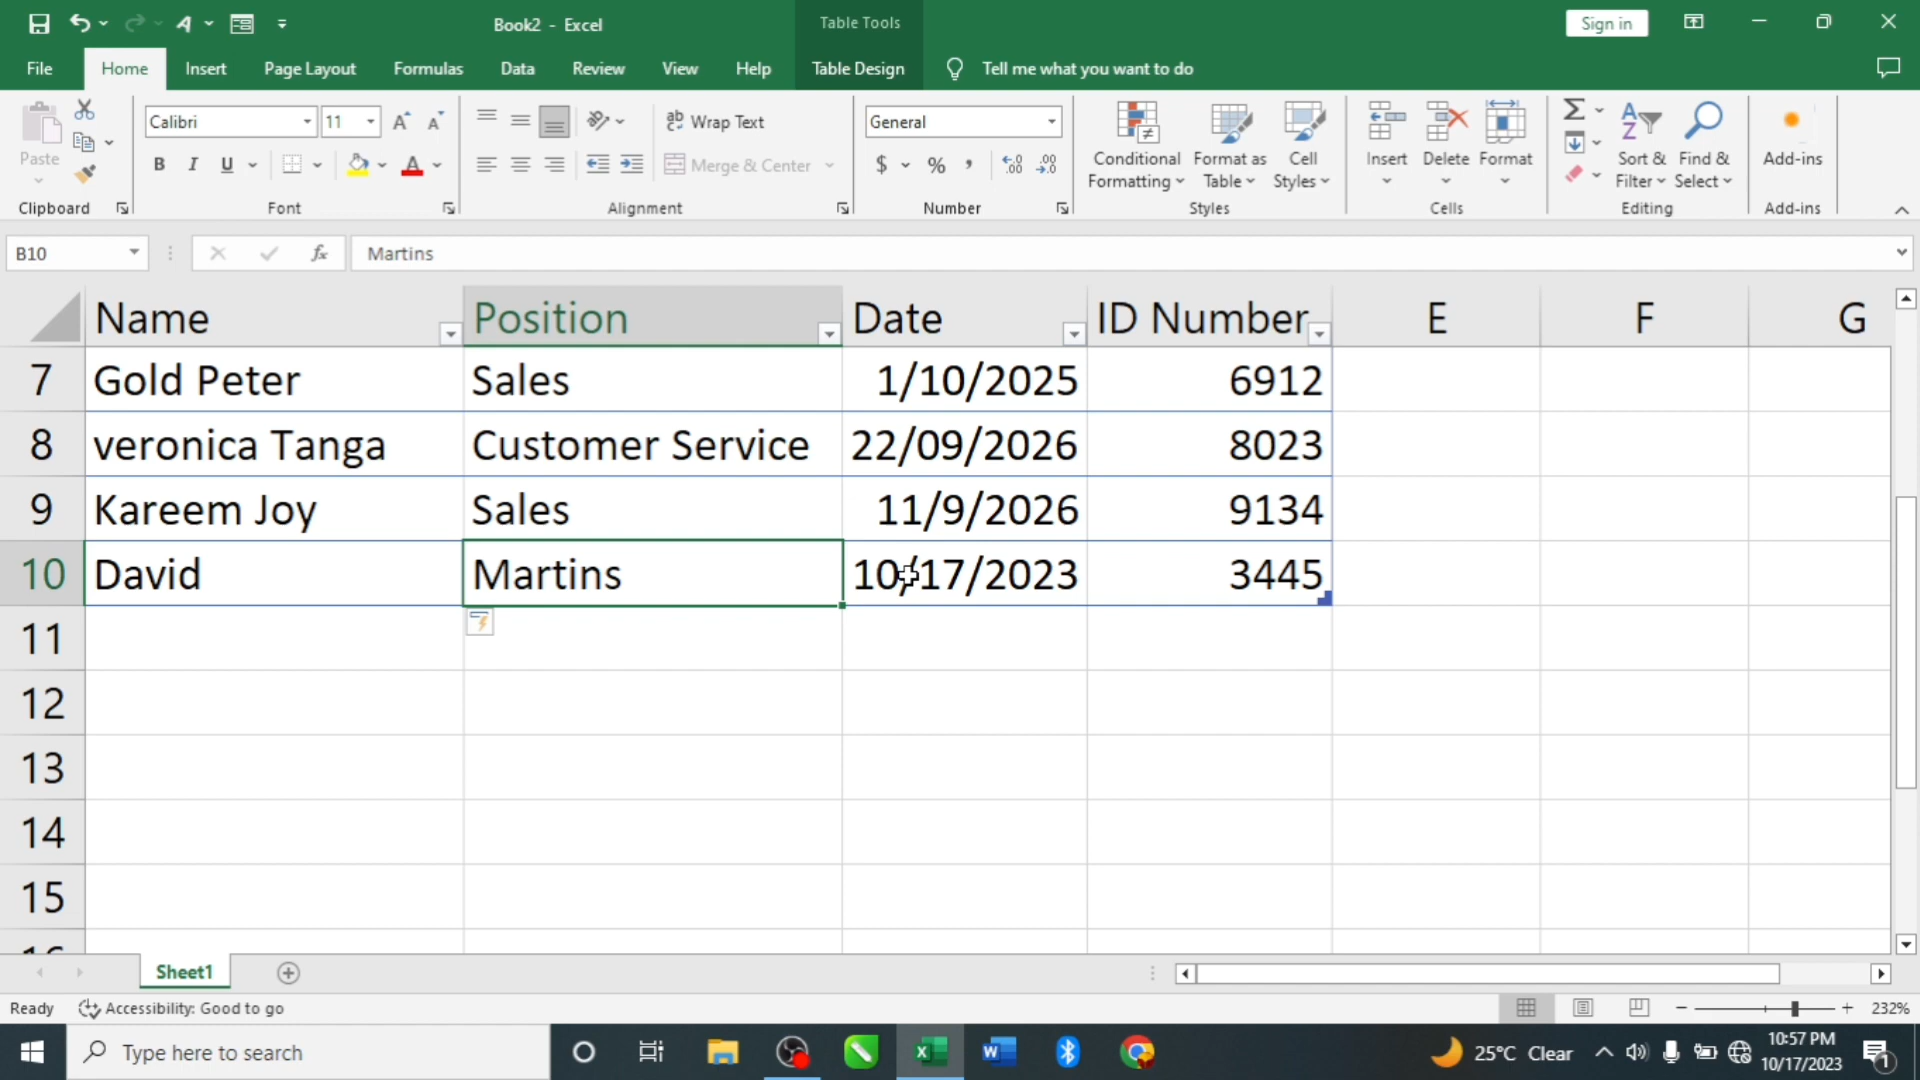 Book2 - Excel
Table Tools
Sign in
File Home Insert Page Layout Formulas Data Review View Help Table Design Tell me what you want to do
Paste
Calibri 11
Wrap Text
General
B I U
Merge & Center
$ % ,
Conditional Formatting
Format as Table
Cell Styles
Insert
Delete
Format
Sort & Filter
Find & Select
Add-ins
Clipboard Font Alignment Number Styles Cells Editing Add-ins
B10 fx Martins
Name Position Date ID Number E F G
7 Gold Peter Sales 1/10/2025 6912
8 veronica Tanga Customer Service 22/09/2026 8023
9 Kareem Joy Sales 11/9/2026 9134
10 David Martins 10/17/2023 3445
11
12
13
14
15
Sheet1
Ready Accessibility: Good to go 232%
Type here to search 25°C Clear 10:57 PM
10/17/2023
1